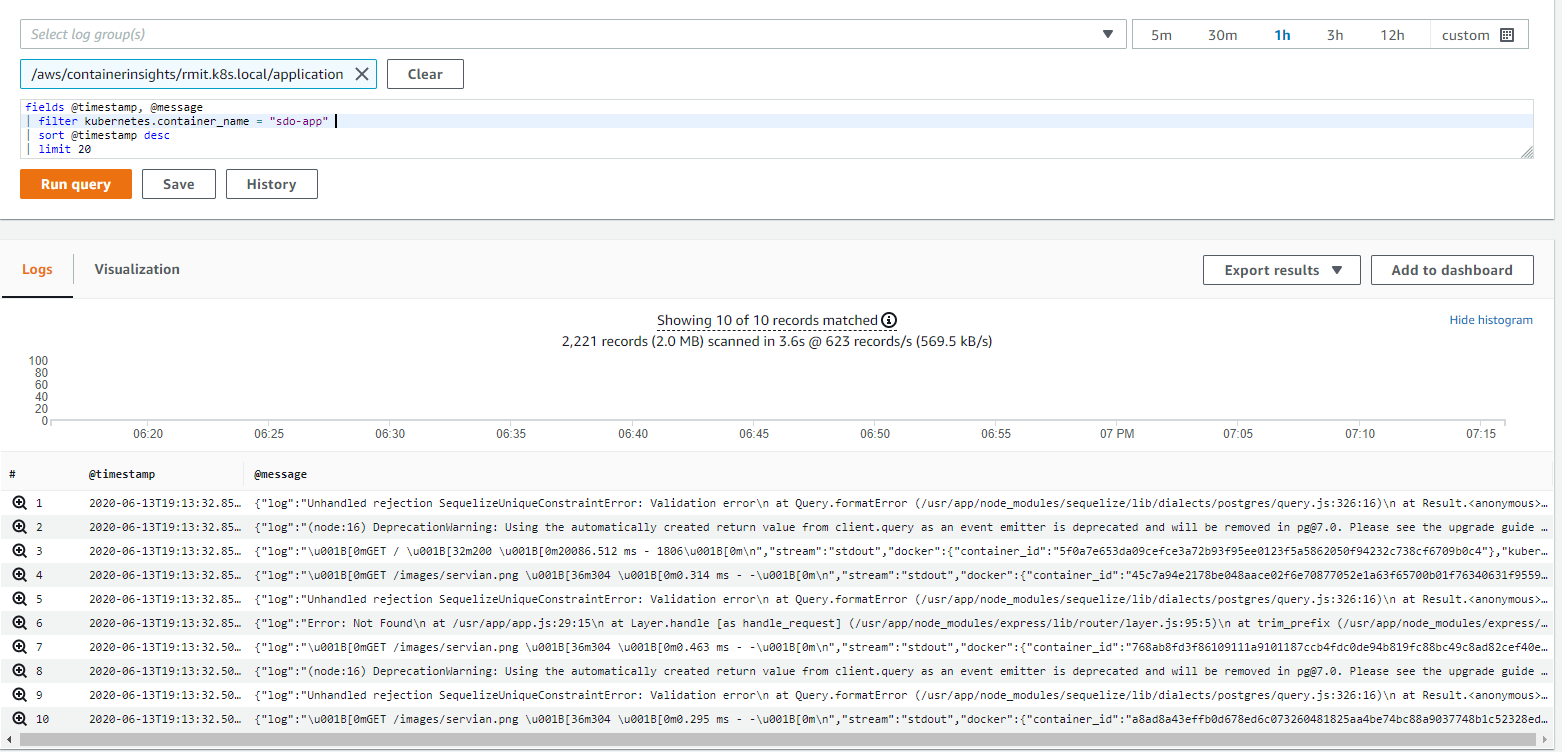 Select log group(s)
5m 30m 1h 3h 12h custom
/aws/containerinsights/rmit.k8s.local/application
Clear
fields @timestamp, @message
| filter kubernetes.container_name = "sdo-app"
| sort @timestamp desc
| limit 20
Run query Save History
Logs Visualization Export results Add to dashboard
Showing 10 of 10 records matched
Hide histogram
2,221 records (2.0 MB) scanned in 3.6s @ 623 records/s (569.5 kB/s)
100
80
60
40
20
0
06:20 06:25 06:30 06:35 06:40 06:45 06:50 06:55 07 PM 07:05 07:10 07:15
# @timestamp @message
1 2020-06-13T19:13:32.85… {"log":"Unhandled rejection SequelizeUniqueConstraintError: Validation error\n at Query.formatError (/usr/app/node_modules/sequelize/lib/dialects/postgres/query.js:326:16)\n at Result.<anonymous>…
2 2020-06-13T19:13:32.85… {"log":"(node:16) DeprecationWarning: Using the automatically created return value from client.query as an event emitter is deprecated and will be removed in pg@7.0. Please see the upgrade guide …
3 2020-06-13T19:13:32.85… {"log":"\u001B[0mGET / \u001B[32m200 \u001B[0m20086.512 ms - 1806\u001B[0m\n","stream":"stdout","docker":{"container_id":"5f0a7e653da09cefce3a72b93f95ee0123f5a5862050f94232c738cf6709b0c4"},"kuber…
4 2020-06-13T19:13:32.85… {"log":"\u001B[0mGET /images/servian.png \u001B[36m304 \u001B[0m0.314 ms - -\u001B[0m\n","stream":"stdout","docker":{"container_id":"45c7a94e2178be048aace02f6e70877052e1a63f65700b01f76340631f9559…
5 2020-06-13T19:13:32.85… {"log":"Unhandled rejection SequelizeUniqueConstraintError: Validation error\n at Query.formatError (/usr/app/node_modules/sequelize/lib/dialects/postgres/query.js:326:16)\n at Result.<anonymous>…
6 2020-06-13T19:13:32.85… {"log":"Error: Not Found\n at /usr/app/app.js:29:15\n at Layer.handle [as handle_request] (/usr/app/node_modules/express/lib/router/layer.js:95:5)\n at trim_prefix (/usr/app/node_modules/express/…
7 2020-06-13T19:13:32.50… {"log":"\u001B[0mGET /images/servian.png \u001B[36m304 \u001B[0m0.463 ms - -\u001B[0m\n","stream":"stdout","docker":{"container_id":"768ab8fd3f86109111a9101187ccb4fdc0de94b819fc88bc49c8ad82cef40e…
8 2020-06-13T19:13:32.50… {"log":"(node:16) DeprecationWarning: Using the automatically created return value from client.query as an event emitter is deprecated and will be removed in pg@7.0. Please see the upgrade guide …
9 2020-06-13T19:13:32.50… {"log":"Unhandled rejection SequelizeUniqueConstraintError: Validation error\n at Query.formatError (/usr/app/node_modules/sequelize/lib/dialects/postgres/query.js:326:16)\n at Result.<anonymous>…
10 2020-06-13T19:13:32.50… {"log":"\u001B[0mGET /images/servian.png \u001B[36m304 \u001B[0m0.295 ms - -\u001B[0m\n","stream":"stdout","docker":{"container_id":"a8ad8a43effb0d678ed6c073260481825aa4be74bc88a9037748b1c52328ed…